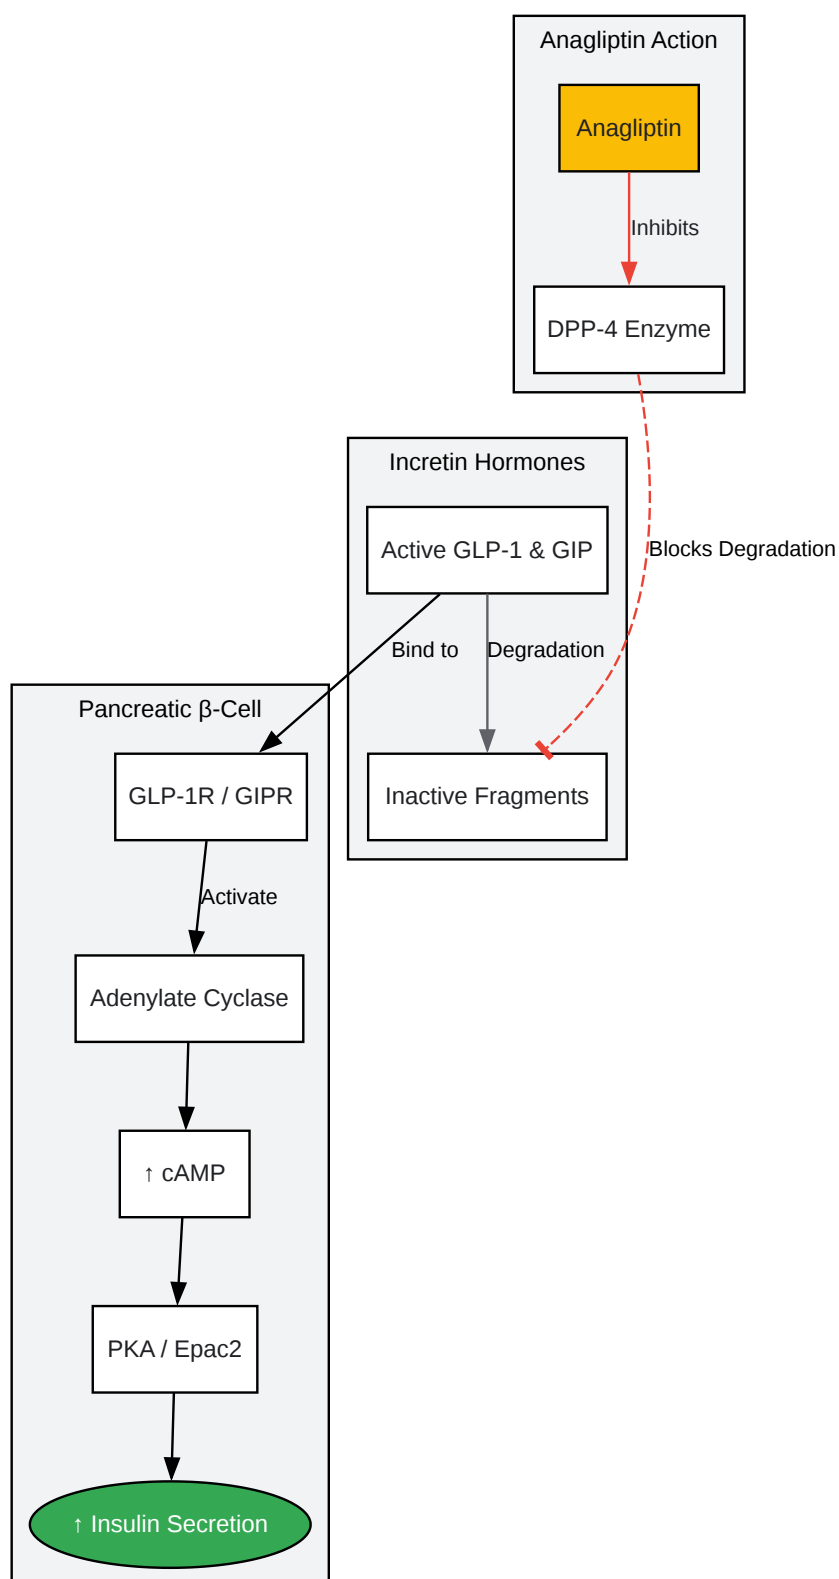 Anagliptin Action
Anagliptin
Inhibits
DPP-4 Enzyme
Incretin Hormones
Active GLP-1 & GIP
Blocks Degradation
Bind to
Degradation
Pancreatic β-Cell
GLP-1R / GIPR
Inactive Fragments
Activate
Adenylate Cyclase
↑ cAMP
PKA / Epac2
↑ Insulin Secretion